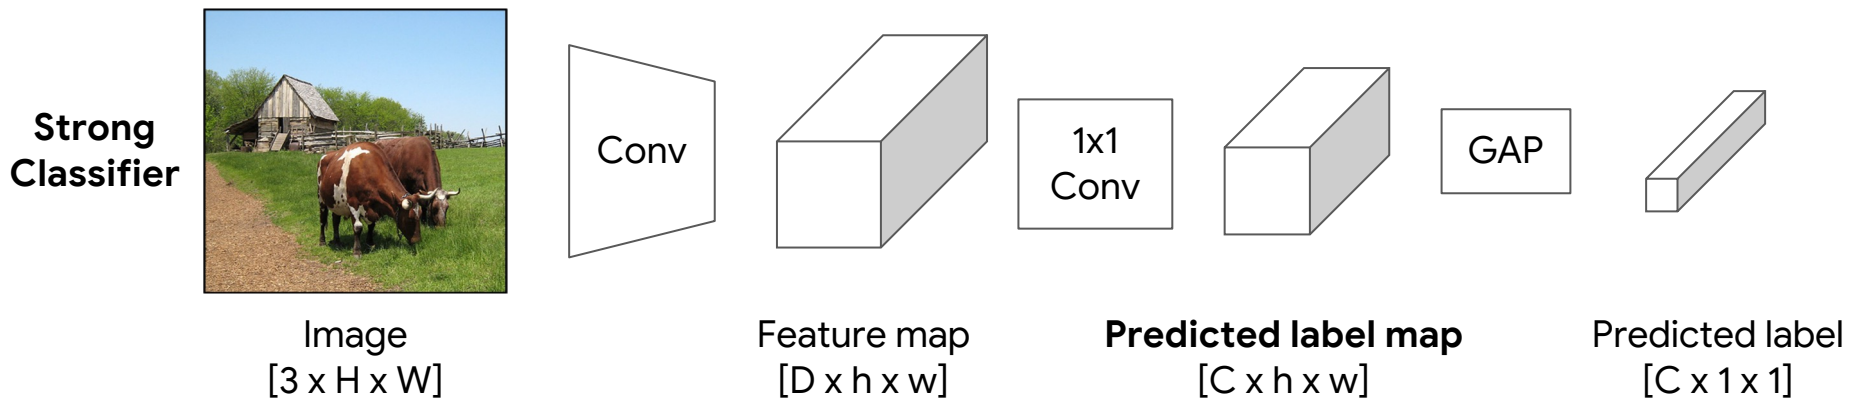 Strong
Classifier
Conv
1x1
Conv
GAP
Image
[3 x H x W]
Feature map
[D x h x w]
Predicted label map
[C x h x w]
Predicted label
[C x 1 x 1]